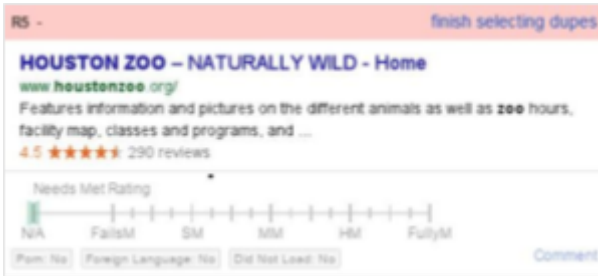 R5 - finish selecting dupes
HOUSTON ZOO – NATURALLY WILD - Home
www.houstonzoo.org/
Features information and pictures on the different animals as well as zoo hours,
facility map, classes and programs, and ...
4.5 ★★★★★ 290 reviews
Needs Met Rating
N/A FailsM SM MM HM FullyM
Porn: No Foreign Language: No Did Not Load: No Comment